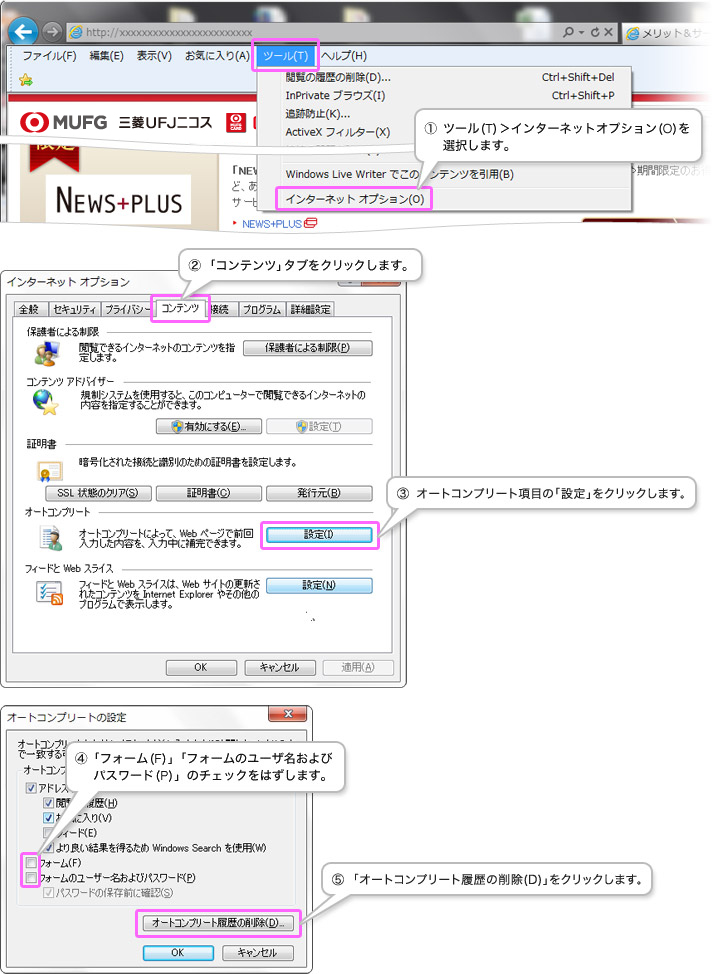 http://xxxxxxxxxxxxxxxxxxxxxxxx
メリット&サ
ファイル(F) 編集(E) 表示(V) お気に入り(A) ツール(T) ヘルプ(H)
閲覧の履歴の削除(D)... Ctrl+Shift+Del
InPrivate ブラウズ(I) Ctrl+Shift+P
追跡防止(K)...
ActiveX フィルター(X)
① ツール(T)>インターネットオプション(O)を
選択します。
MUFG 三菱UFJニコス
Windows Live Writer でこのコンテンツを引用(B)
インターネット オプション(O)
期間限定のお
「NE
ど、あ
サービ
NEWS+PLUS
NEWS+PLUS
② 「コンテンツ」タブをクリックします。
インターネット オプション
全般 セキュリティ プライバシー コンテンツ 接続 プログラム 詳細設定
保護者による制限
閲覧できるインターネットのコンテンツを指
定します。
保護者による制限(P)
コンテンツ アドバイザー
規制システムを使用すると、このコンピューターで閲覧できるインターネットの
内容を指定することができます。
有効にする(E)... 設定(T)
証明書
暗号化された接続と識別のための証明書を設定します。
SSL 状態のクリア(S) 証明書(C) 発行元(B)
③ オートコンプリート項目の「設定」をクリックします。
オートコンプリート
オートコンプリートによって、Web ページで前回
入力した内容を、入力中に補完できます。
設定(I)
フィードと Web スライス
フィードと Web スライスは、Web サイトの更新さ
れたコンテンツを Internet Explorer やその他の
プログラムで表示します。
設定(N)
OK キャンセル 適用(A)
オートコンプリートの設定
④ 「フォーム(F)」「フォームのユーザ名および
パスワード(P)」のチェックをはずします。
で一致する
オートコンプ
アドレス
閲覧の履歴(H)
お気に入り(V)
フィード(E)
より良い結果を得るため Windows Search を使用(W)
フォーム(F)
フォームのユーザー名およびパスワード(P)
パスワードの保存前に確認(S)
⑤ 「オートコンプリート履歴の削除(D)」をクリックします。
オートコンプリート履歴の削除(D)...
OK キャンセル